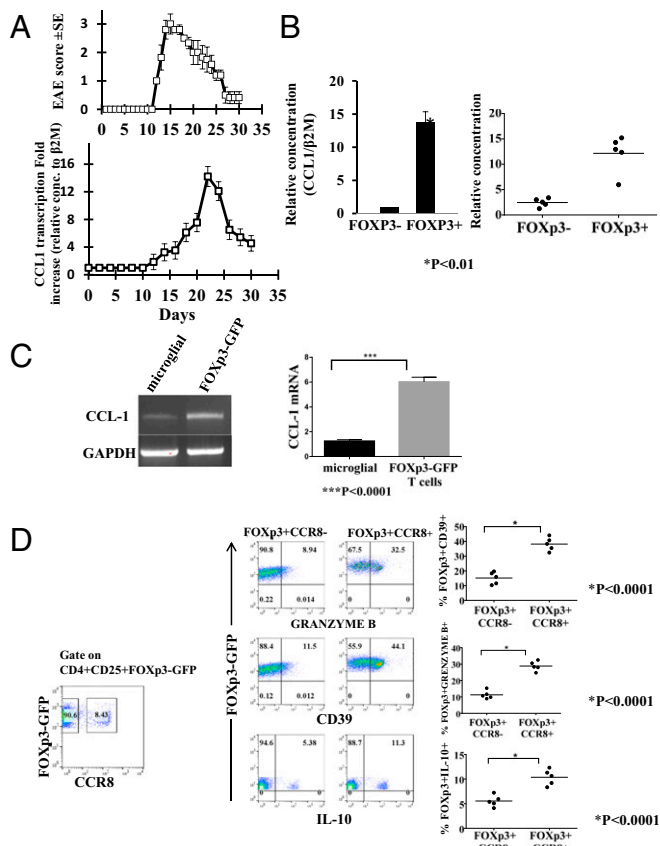 A
EAE score ±SE
3
2
1
0
0 5 10 15 20 25 30 35
CCL1 transcription Fold
increase (relative conc. to β2M)
16
12
8
4
0
0 5 10 15 20 25 30 35
Days
B
Relative concentration
(CCL1/β2M)
20
15
10
5
0
FOXP3- FOXP3+
*
*P<0.01
Relative concentration
20
15
10
5
0
FOXp3- FOXp3+
C
microglial FOXp3-GFP
CCL-1
GAPDH
CCL-1 mRNA
8
6
4
2
0
***
microglial FOXp3-GFP
T cells
***P<0.0001
D
Gate on
CD4+CD25+FOXp3-GFP
FOXp3-GFP
90.6 8.43
CCR8
FOXp3+CCR8- FOXp3+CCR8+
FOXp3-GFP
90.8 8.94 67.5 32.5
0.22 0.014 0 0
GRANZYME B
88.4 11.5 55.9 44.1
0.12 0.012 0 0
CD39
94.6 5.38 88.7 11.3
0 0 0 0
IL-10
% FOXp3+CD39+
50
40
30
20
10
0
*
FOXp3+ FOXp3+
CCR8- CCR8+
*P<0.0001
% FOXp3+GRANZYME B+
40
30
20
10
0
*
FOXp3+ FOXp3+
CCR8- CCR8+
*P<0.0001
% FOXp3+IL-10+
15
10
5
0
*
FOXp3+ FOXp3+
CCR8- CCR8+
*P<0.0001